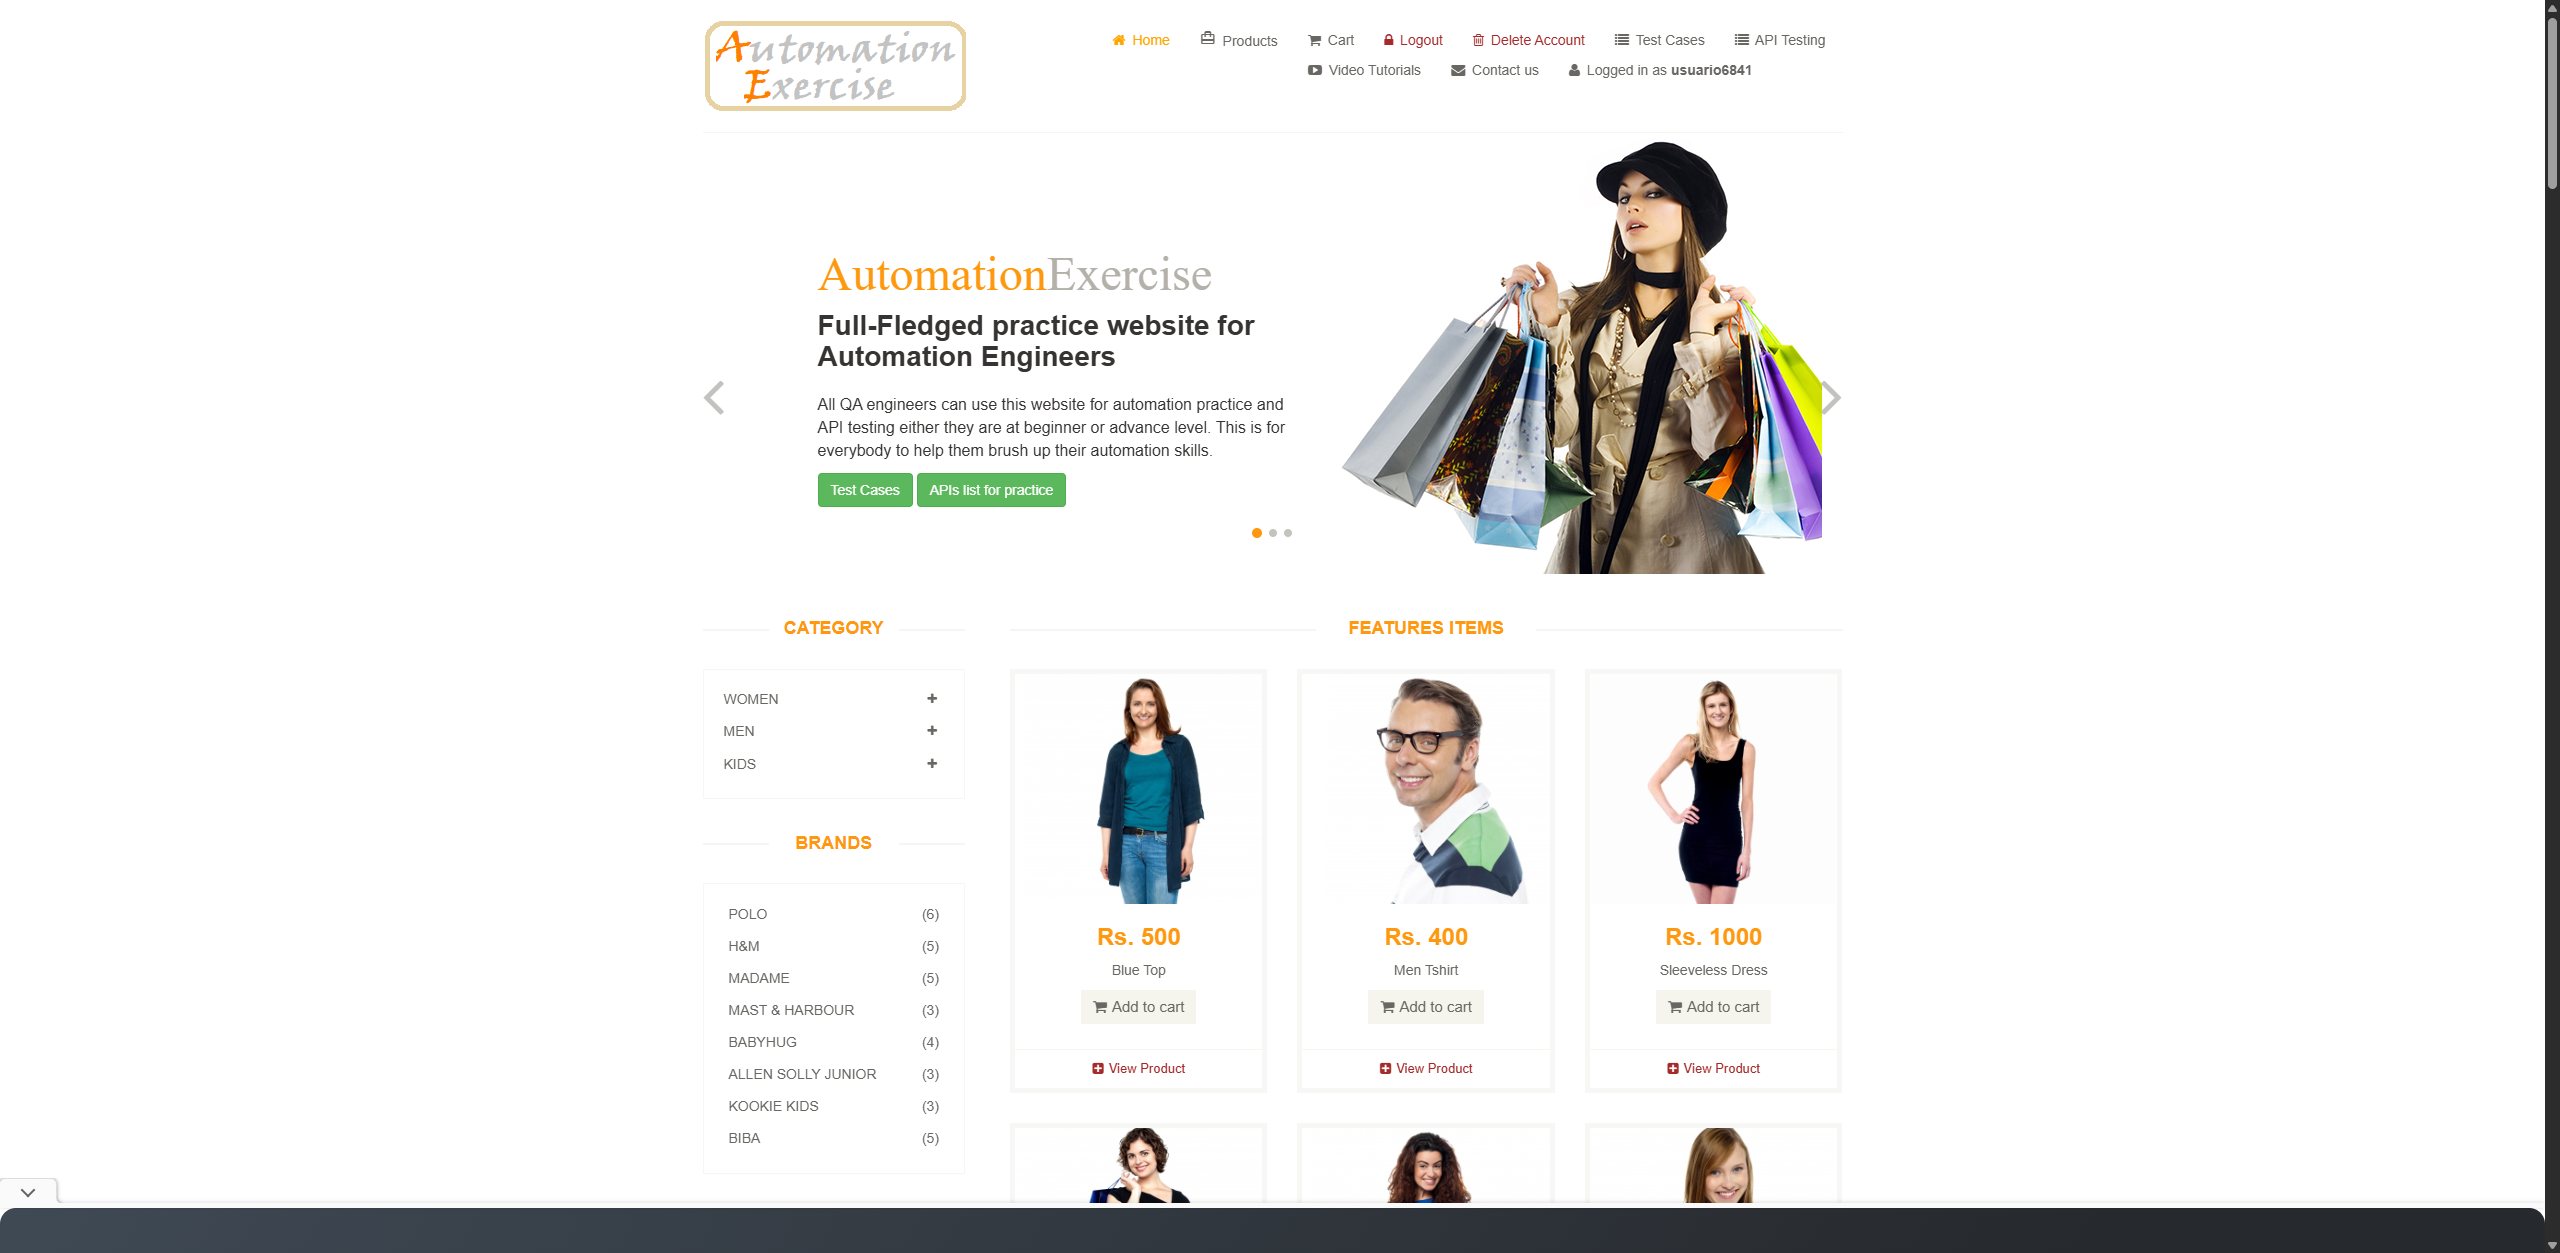 Automation
Exercise
Home Products Cart Logout Delete Account Test Cases API Testing
Video Tutorials Contact us Logged in as usuario6841
AutomationExercise
Full-Fledged practice website for
Automation Engineers
All QA engineers can use this website for automation practice and
API testing either they are at beginner or advance level. This is for
everybody to help them brush up their automation skills.
Test Cases APIs list for practice
CATEGORY
WOMEN
MEN
KIDS
BRANDS
POLO (6)
H&M (5)
MADAME (5)
MAST & HARBOUR (3)
BABYHUG (4)
ALLEN SOLLY JUNIOR (3)
KOOKIE KIDS (3)
BIBA (5)
FEATURES ITEMS
Rs. 500
Blue Top
Add to cart
View Product
Rs. 400
Men Tshirt
Add to cart
View Product
Rs. 1000
Sleeveless Dress
Add to cart
View Product